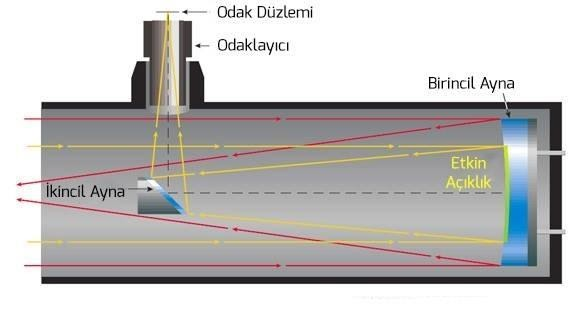 Odak Düzlemi
Odaklayıcı
Birincil Ayna
Etkin
Açıklık
İkincil Ayna